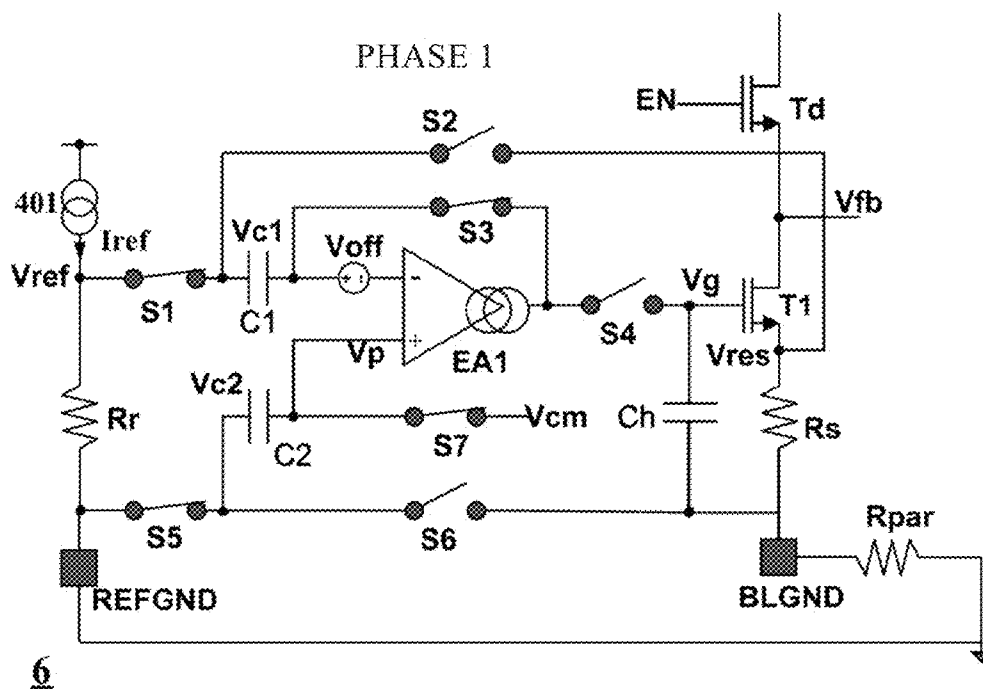 PHASE 1
EN
Td
S2
401
Iref
Vc1
Voff
S3
Vfb
Vref
S1
C1
-
Vg
T1
S4
Vp
+
EA1
Vres
Vc2
Rr
C2
S7
Vcm
Ch
Rs
S5
S6
Rpar
REFGND
BLGND
6